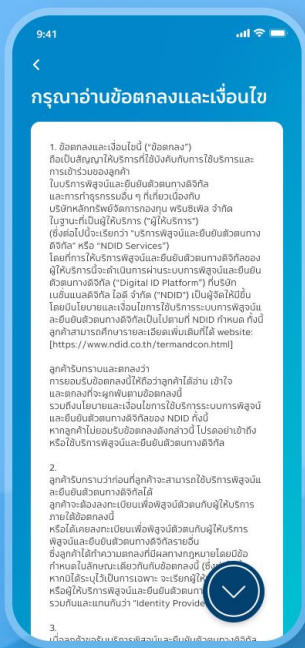 9:41
กรุณาอ่านข้อตกลงและเงื่อนไข
1. ข้อตกลงและเงื่อนไขนี้ ("ข้อตกลง")
ถือเป็นสัญญาให้บริการที่ใช้บังคับกับการใช้บริการและ
การเข้าร่วมของลูกค้า
ในบริการพิสูจน์และยืนยันตัวตนทางดิจิทัล
และการทำธุรกรรมอื่น ๆ ที่เกี่ยวเนื่องกับ
บริษัทหลักทรัพย์จัดการกองทุน พรินซิเพิล จำกัด
ในฐานะที่เป็นผู้ให้บริการ ("ผู้ให้บริการ")
(ซึ่งต่อไปนี้จะเรียกว่า "บริการพิสูจน์และยืนยันตัวตนทาง
ดิจิทัล" หรือ "NDID Services")
โดยที่การให้บริการพิสูจน์และยืนยันตัวตนทางดิจิทัลของ
ผู้ให้บริการนี้จะดำเนินการผ่านระบบการพิสูจน์และยืนยัน
ตัวตนทางดิจิทัล ("Digital ID Platform") ที่บริษัท
เนชั่นแนลดิจิทัล ไอดี จำกัด ("NDID") เป็นผู้จัดให้มีขึ้น
โดยมีนโยบายและเงื่อนไขการใช้บริการระบบการพิสูจน์แ
ละยืนยันตัวตนทางดิจิทัลเป็นไปตามที่ NDID กำหนด ทั้งนี้
ลูกค้าสามารถศึกษารายละเอียดเพิ่มเติมที่ได้ website:
[https://www.ndid.co.th/termandcon.html]
ลูกค้ารับทราบและตกลงว่า
การยอมรับข้อตกลงนี้ให้ถือว่าลูกค้าได้อ่าน เข้าใจ
และตกลงที่จะผูกพันตามข้อตกลงนี้
รวมถึงนโยบายและเงื่อนไขการใช้บริการระบบการพิสูจน์
และยืนยันตัวตนทางดิจิทัลของ NDID ทั้งนี้
หากลูกค้าไม่ยอมรับข้อตกลงดังกล่าวนี้ โปรดอย่าเข้าถึง
หรือใช้บริการพิสูจน์และยืนยันตัวตนทางดิจิทัล
2.
ลูกค้ารับทราบว่าก่อนที่ลูกค้าจะสามารถใช้บริการพิสูจน์แ
ละยืนยันตัวตนทางดิจิทัลได้
ลูกค้าจะต้องลงทะเบียนเพื่อพิสูจน์ตัวตนกับผู้ให้บริการ
ภายใต้ข้อตกลงนี้
หรือได้เคยลงทะเบียนเพื่อพิสูจน์ตัวตนกับผู้ให้บริการ
พิสูจน์และยืนยันตัวตนทางดิจิทัลรายอื่น
ซึ่งลูกค้าได้ทำความตกลงที่มีผลทางกฎหมายโดยมีข้อ
กำหนดในลักษณะเดียวกันกับข้อตกลงนี้
หากมิได้ระบุไว้เป็นการเฉพาะ จะเรียกผู้ให้
หรือผู้ให้บริการพิสูจน์และยืนยันตัวตนทา
รวมกันและแทนกันว่า "Identity Provide
3.
เมื่อลูกค้าขอรับบริการพิสูจน์และยืนยันตัวตนทางดิจิทัล